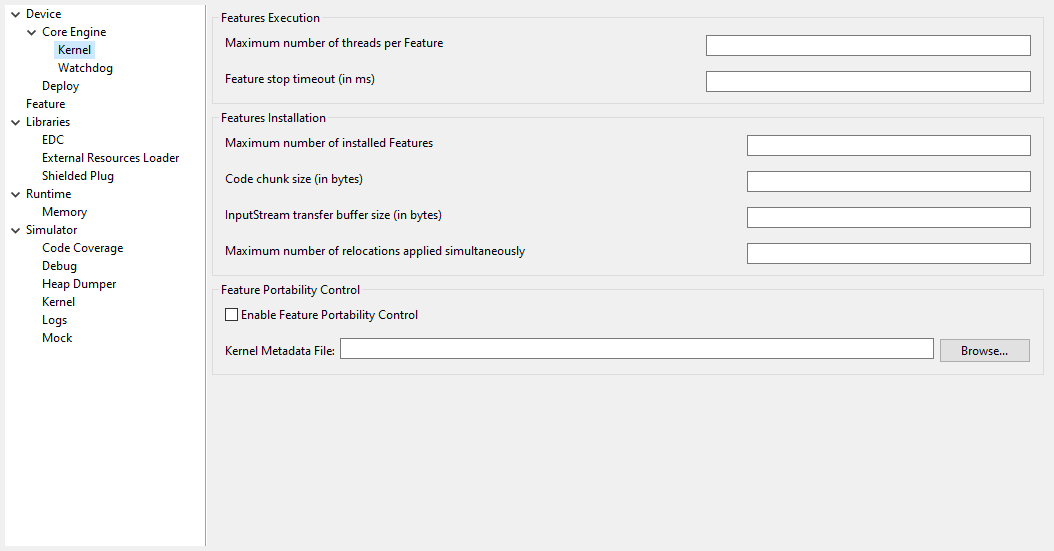 Device
Core Engine
Kernel
Watchdog
Deploy
Feature
Libraries
EDC
External Resources Loader
Shielded Plug
Runtime
Memory
Simulator
Code Coverage
Debug
Heap Dumper
Kernel
Logs
Mock
Features Execution
Maximum number of threads per Feature
Feature stop timeout (in ms)
Features Installation
Maximum number of installed Features
Code chunk size (in bytes)
InputStream transfer buffer size (in bytes)
Maximum number of relocations applied simultaneously
Feature Portability Control
Enable Feature Portability Control
Kernel Metadata File: Browse...